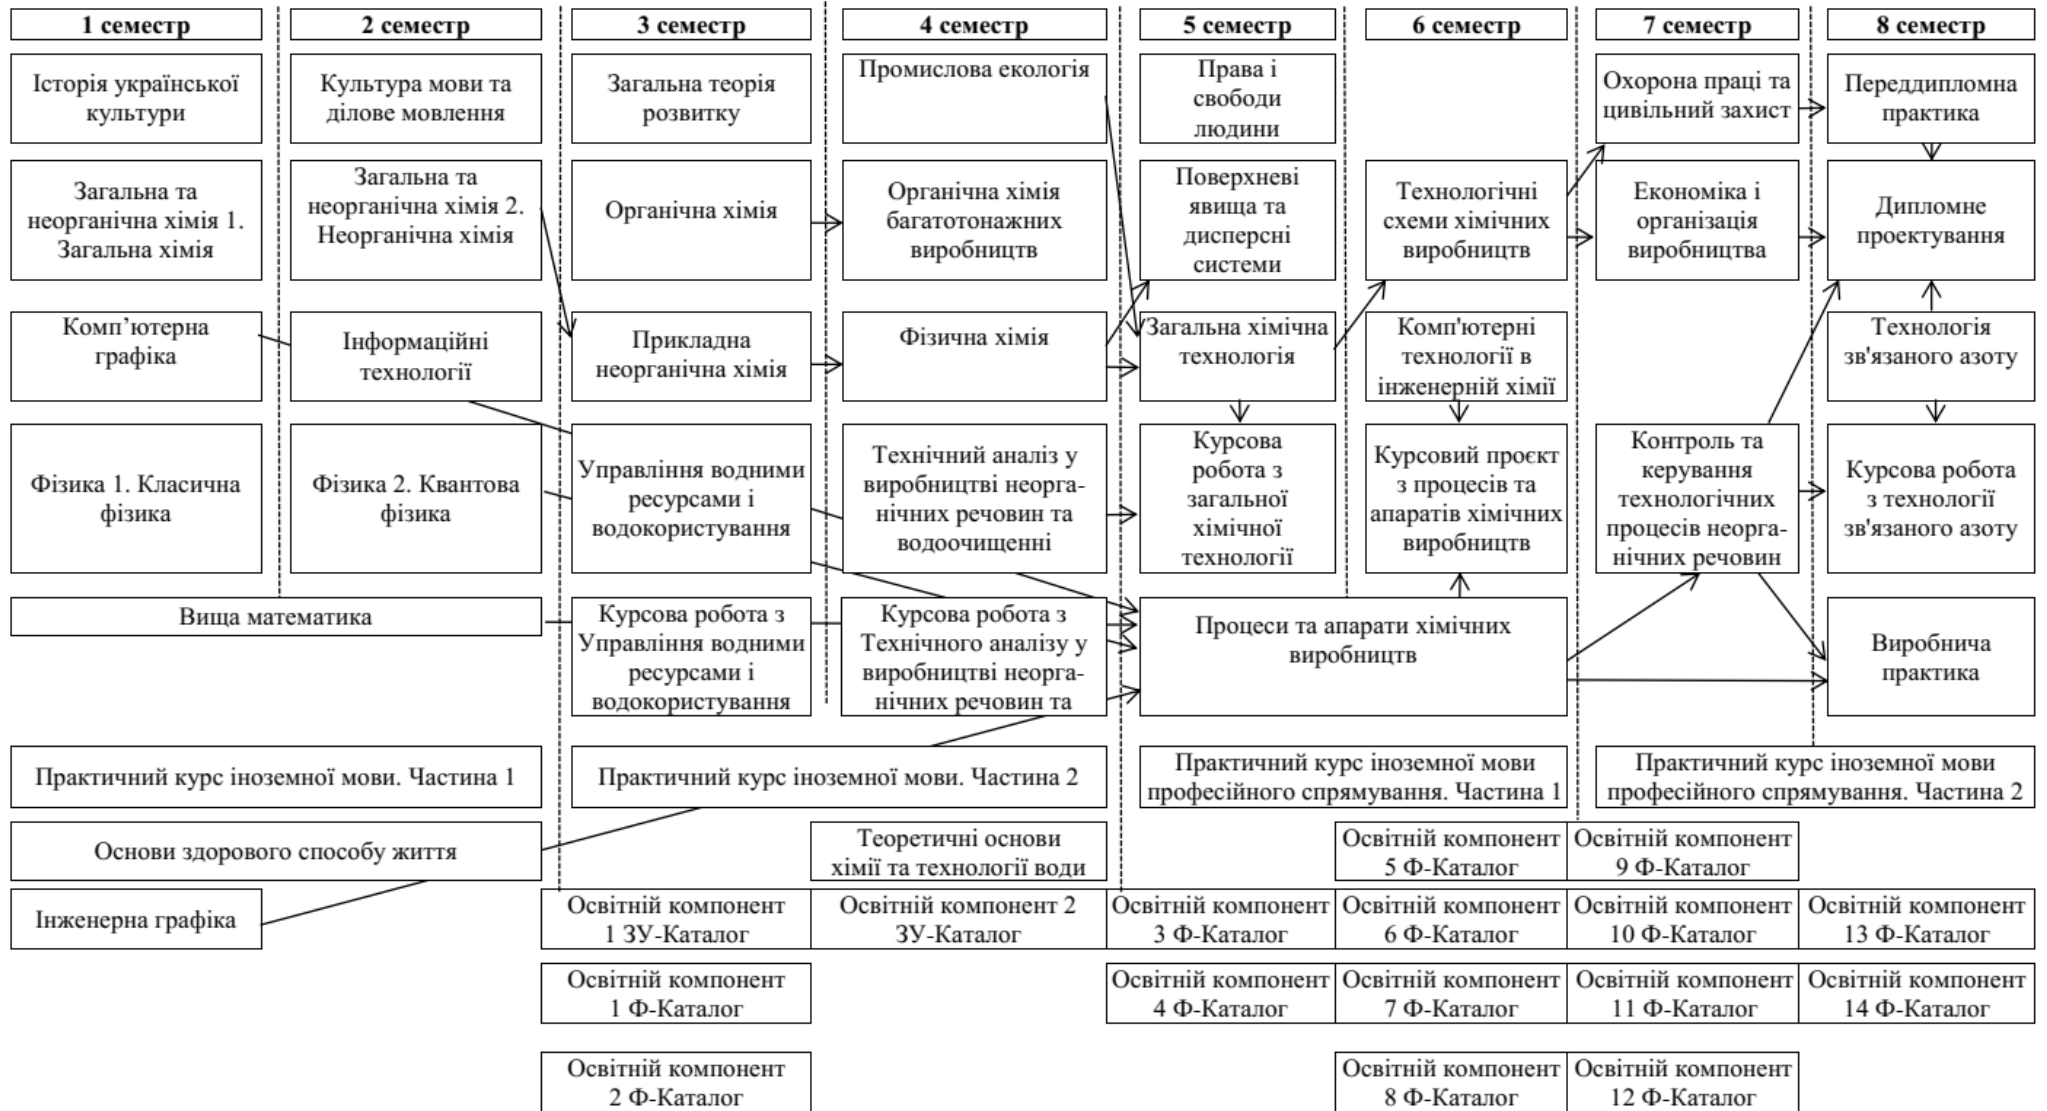 1 семестр
2 семестр
3 семестр
4 семестр
5 семестр
6 семестр
7 семестр
8 семестр
Історія української
культури
Культура мови та
ділове мовлення
Загальна теорія
розвитку
Промислова екологія
Права і
свободи
людини
Охорона праці та
цивільний захист
Переддипломна
практика
Загальна та
неорганічна хімія 1.
Загальна хімія
Загальна та
неорганічна хімія 2.
Неорганічна хімія
Органічна хімія
Органічна хімія
багатотонажних
виробництв
Поверхневі
явища та
дисперсні
системи
Технологічні
схеми хімічних
виробництв
Економіка і
організація
виробництва
Дипломне
проектування
Комп’ютерна
графіка
Інформаційні
технології
Прикладна
неорганічна хімія
Фізична хімія
Загальна хімічна
технологія
Комп'ютерні
технології в
інженерній хімії
Технологія
зв'язаного азоту
Фізика 1. Класична
фізика
Фізика 2. Квантова
фізика
Управління водними
ресурсами і
водокористування
Технічний аналіз у
виробництві неорга-
нічних речовин та
водоочищенні
Курсова
робота з
загальної
хімічної
технології
Курсовий проєкт
з процесів та
апаратів хімічних
виробництв
Контроль та
керування
технологічних
процесів неорга-
нічних речовин
Курсова робота
з технології
зв'язаного азоту
Вища математика
Курсова робота з
Управління водними
ресурсами і
водокористування
Курсова робота з
Технічного аналізу у
виробництві неорга-
нічних речовин та
Процеси та апарати хімічних
виробництв
Виробнича
практика
Практичний курс іноземної мови. Частина 1
Практичний курс іноземної мови. Частина 2
Практичний курс іноземної мови
професійного спрямування. Частина 1
Практичний курс іноземної мови
професійного спрямування. Частина 2
Основи здорового способу життя
Теоретичні основи
хімії та технології води
Освітній компонент
5 Ф-Каталог
Освітній компонент
9 Ф-Каталог
Інженерна графіка
Освітній компонент
1 ЗУ-Каталог
Освітній компонент 2
ЗУ-Каталог
Освітній компонент
3 Ф-Каталог
Освітній компонент
6 Ф-Каталог
Освітній компонент
10 Ф-Каталог
Освітній компонент
13 Ф-Каталог
Освітній компонент
1 Ф-Каталог
Освітній компонент
4 Ф-Каталог
Освітній компонент
7 Ф-Каталог
Освітній компонент
11 Ф-Каталог
Освітній компонент
14 Ф-Каталог
Освітній компонент
2 Ф-Каталог
Освітній компонент
8 Ф-Каталог
Освітній компонент
12 Ф-Каталог